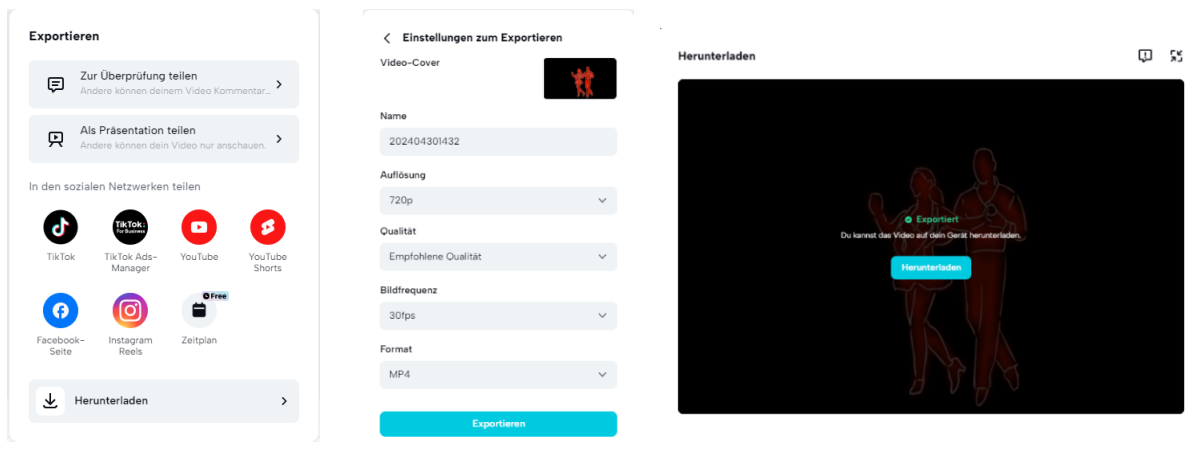 Exportieren
Zur Überprüfung teilen
Andere können deinem Video Kommentar...
Als Präsentation teilen
Andere können dein Video nur anschauen.
In den sozialen Netzwerken teilen
TikTok:
For Business
TikTok
TikTok Ads-
Manager
YouTube
YouTube
Shorts
Free
Facebook-
Seite
Instagram
Reels
Zeitplan
Herunterladen
Einstellungen zum Exportieren
Video-Cover
Name
202404301432
Auflösung
720p
Qualität
Empfohlene Qualität
Bildfrequenz
30fps
Format
MP4
Exportieren
Herunterladen
Exportiert
Du kannst das Video auf dein Gerät herunterladen.
Herunterladen